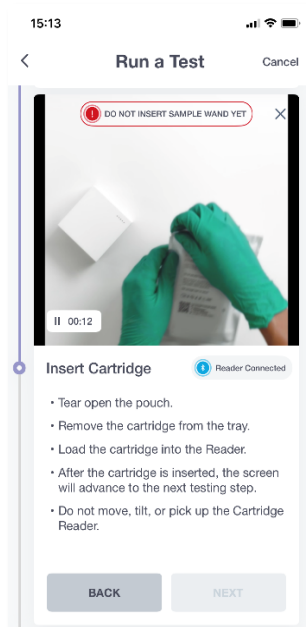 15:13
Run a Test
Cancel
DO NOT INSERT SAMPLE WAND YET
00:12
Insert Cartridge
Reader Connected
• Tear open the pouch.
• Remove the cartridge from the tray.
• Load the cartridge into the Reader.
• After the cartridge is inserted, the screen
will advance to the next testing step.
• Do not move, tilt, or pick up the Cartridge
Reader.
BACK
NEXT